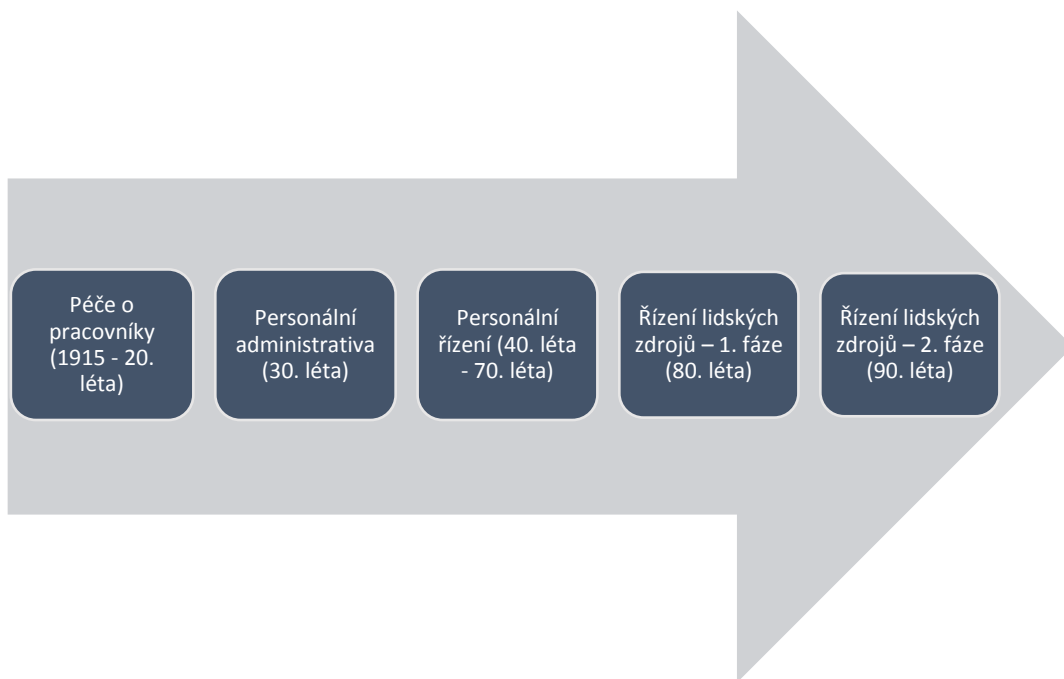 Péče o
pracovníky
(1915 - 20.
léta)
Personální
administrativa
(30. léta)
Personální
řízení (40. léta
- 70. léta)
Řízení lidských
zdrojů – 1. fáze
(80. léta)
Řízení lidských
zdrojů – 2. fáze
(90. léta)